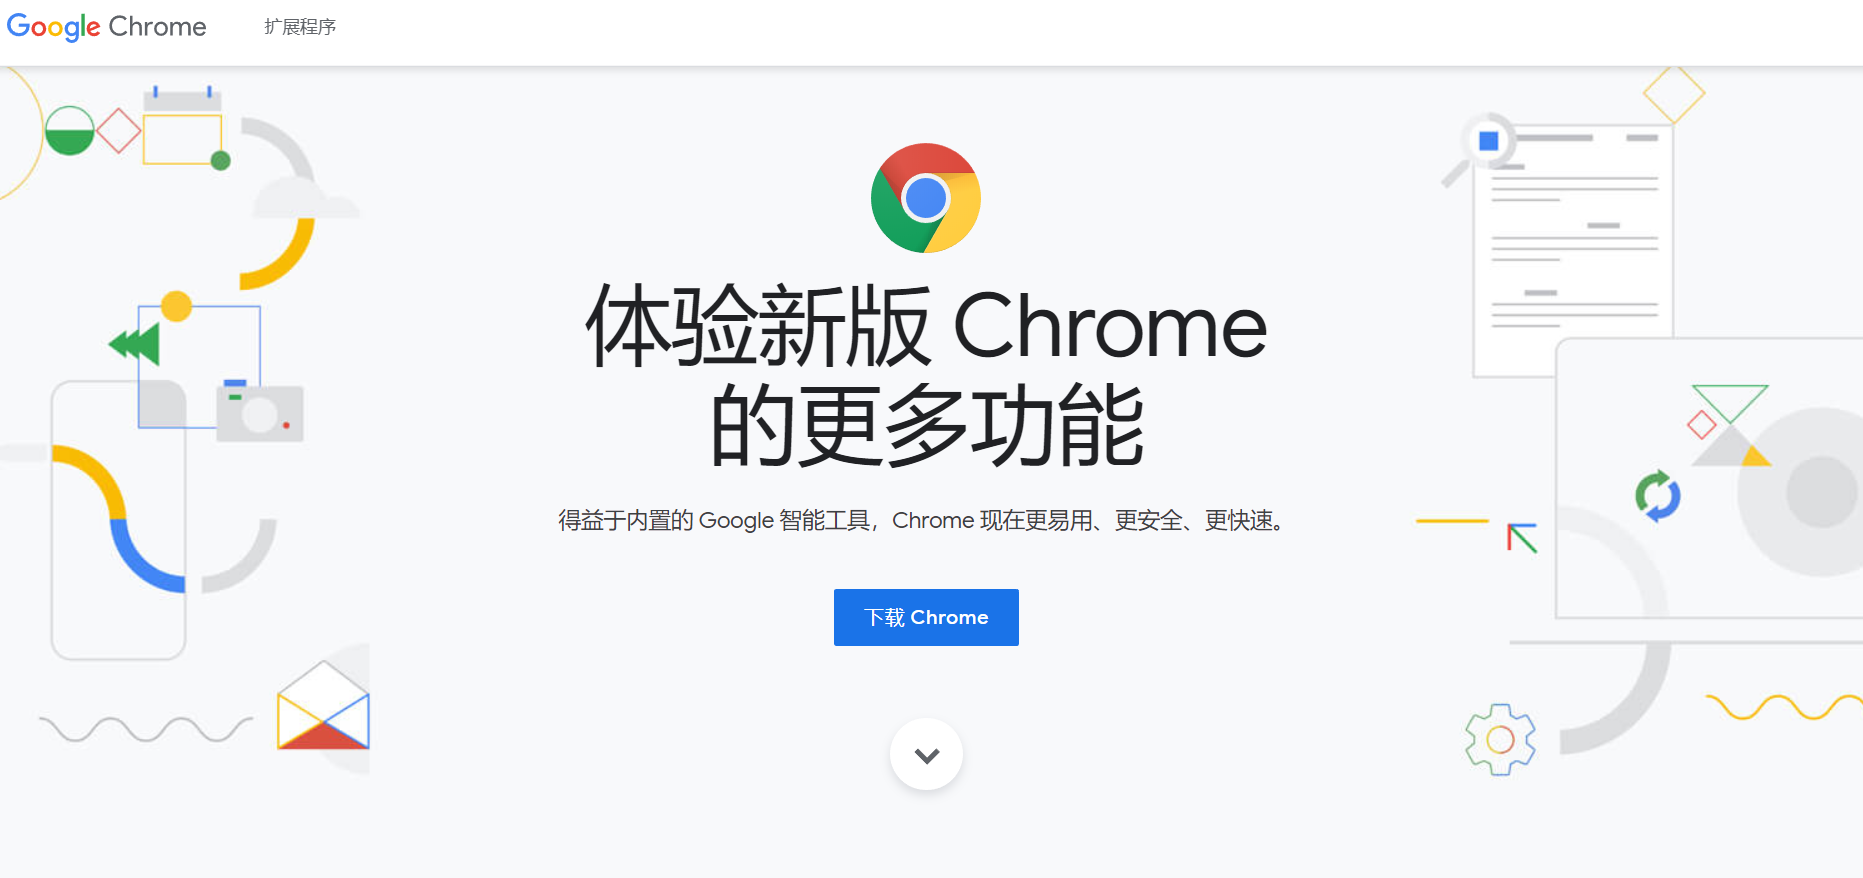 Google Chrome 扩展程序
体验新版 Chrome
的更多功能
得益于内置的 Google 智能工具，Chrome 现在更易用、更安全、更快速。
下载 Chrome